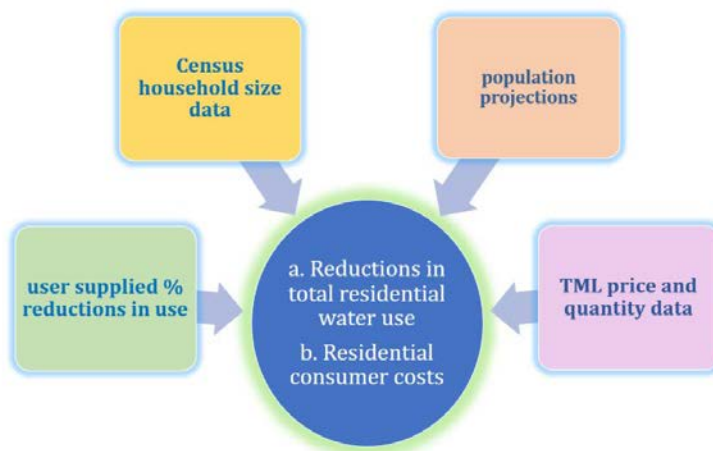 Census
household size
data
population
projections
user supplied %
reductions in use
a. Reductions in
total residential
water use
b. Residential
consumer costs
TML price and
quantity data